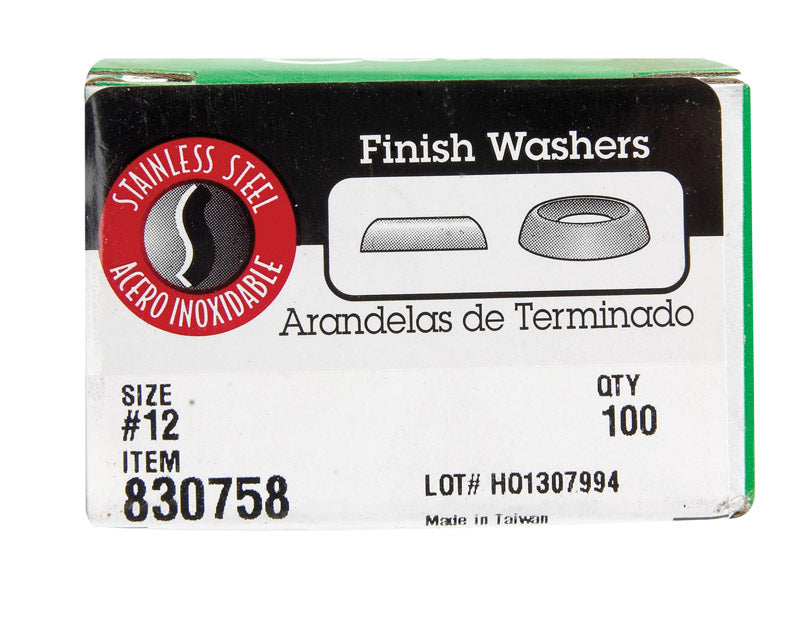 STAINLESS STEEL
ACERO INOXIDABLE
Finish Washers
Arandelas de Terminado
SIZE
#12
QTY
100
ITEM
830758
LOT# HO1307994
Made in Taiwan